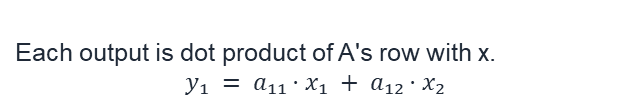 Each output is dot product of A's row with x.
y₁ = a₁₁ · x₁ + a₁₂ · x₂